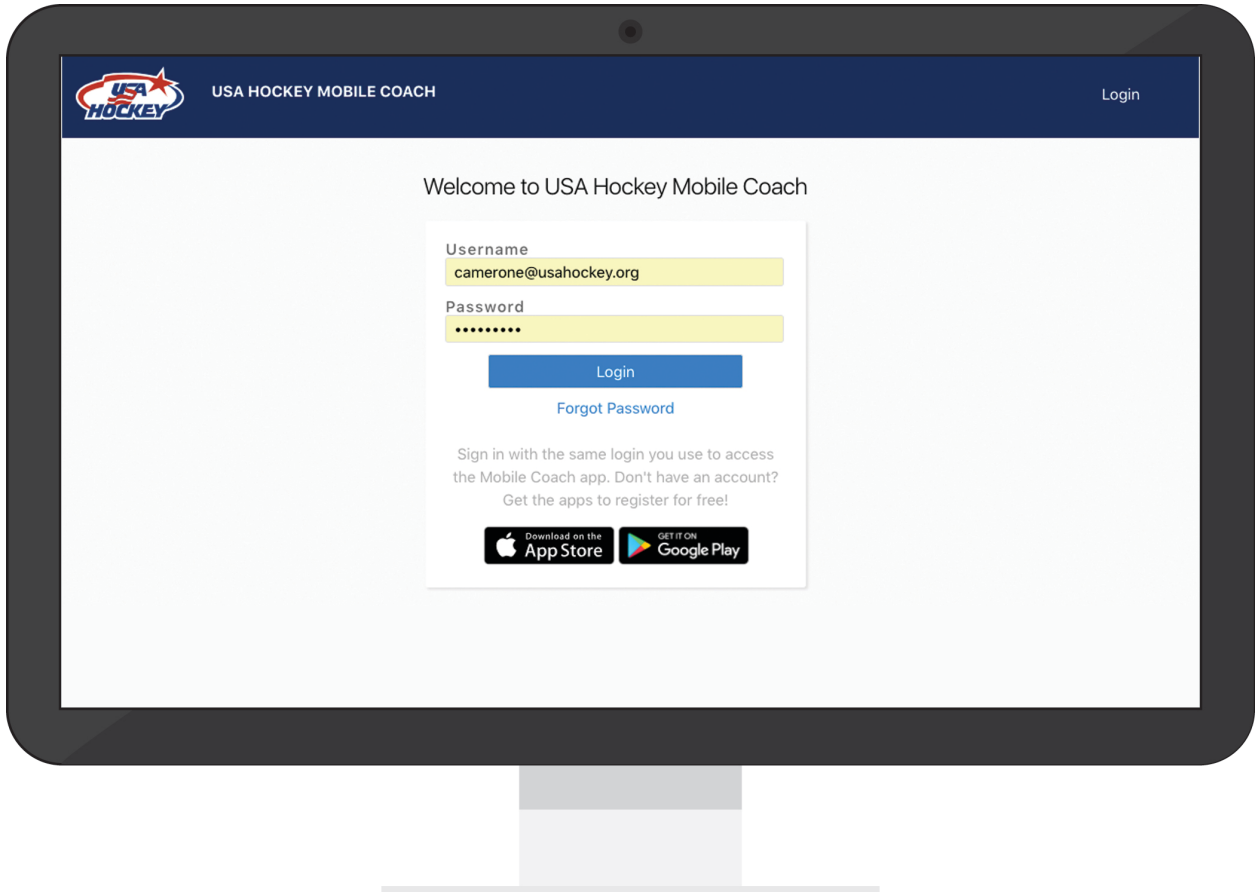 USA
HOCKEY
USA HOCKEY MOBILE COACH
Login
Welcome to USA Hockey Mobile Coach
Username
camerone@usahockey.org
Password
•••••••••
Login
Forgot Password
Sign in with the same login you use to access
the Mobile Coach app. Don't have an account?
Get the apps to register for free!
Download on the
App Store
GET IT ON
Google Play